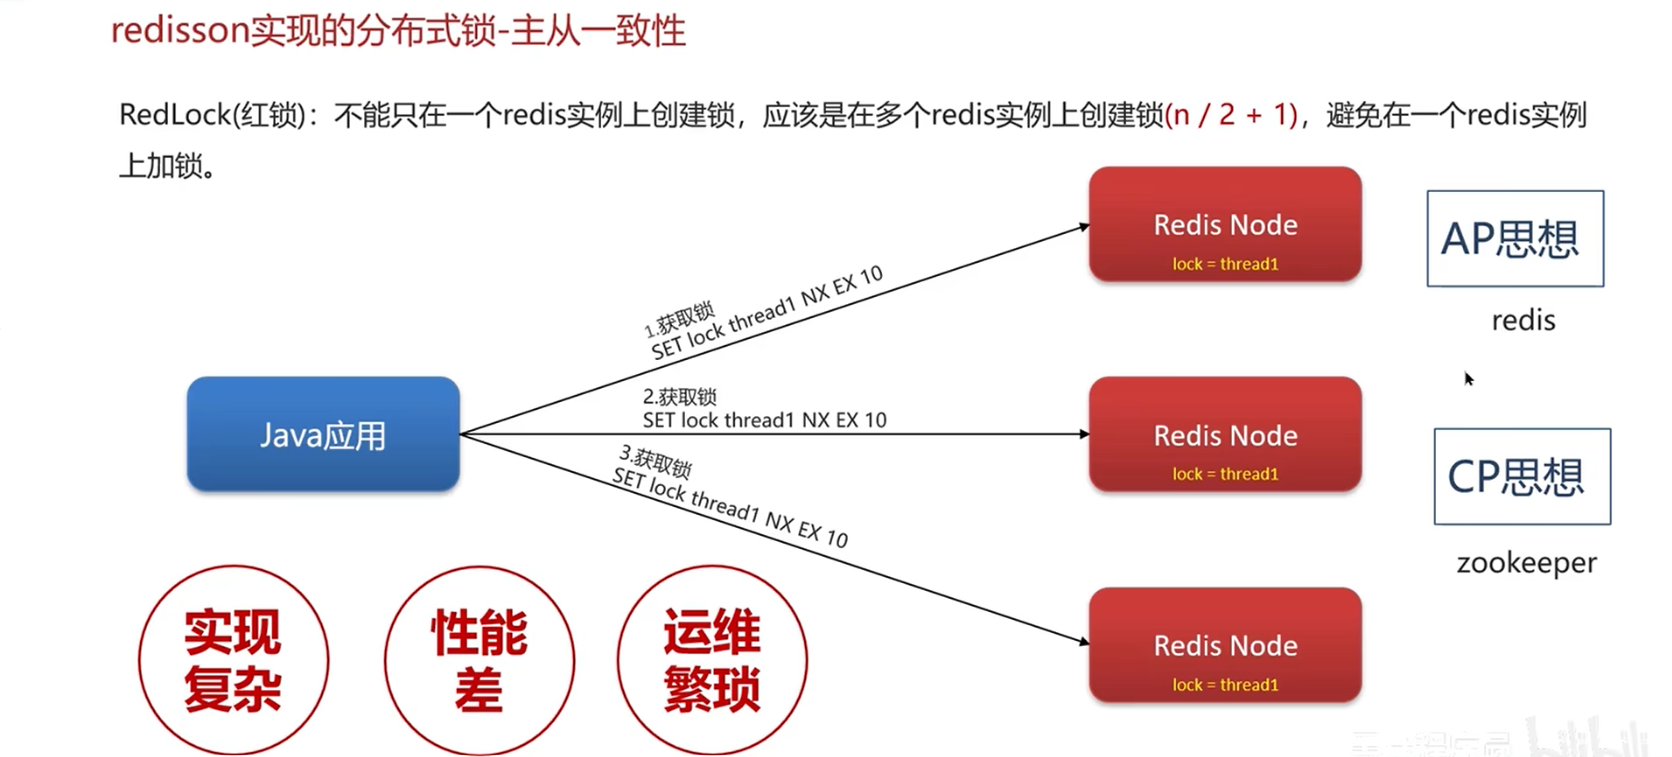 redisson实现的分布式锁-主从一致性
RedLock(红锁)：不能只在一个redis实例上创建锁，应该是在多个redis实例上创建锁(n / 2 + 1)，避免在一个redis实例
上加锁。
Redis Node
lock = thread1
AP思想
redis
1.获取锁
SET lock thread1 NX EX 10
2.获取锁
SET lock thread1 NX EX 10
Java应用
Redis Node
lock = thread1
3.获取锁
SET lock thread1 NX EX 10
CP思想
zookeeper
实现
复杂
性能
差
运维
繁琐
Redis Node
lock = thread1
bilibili